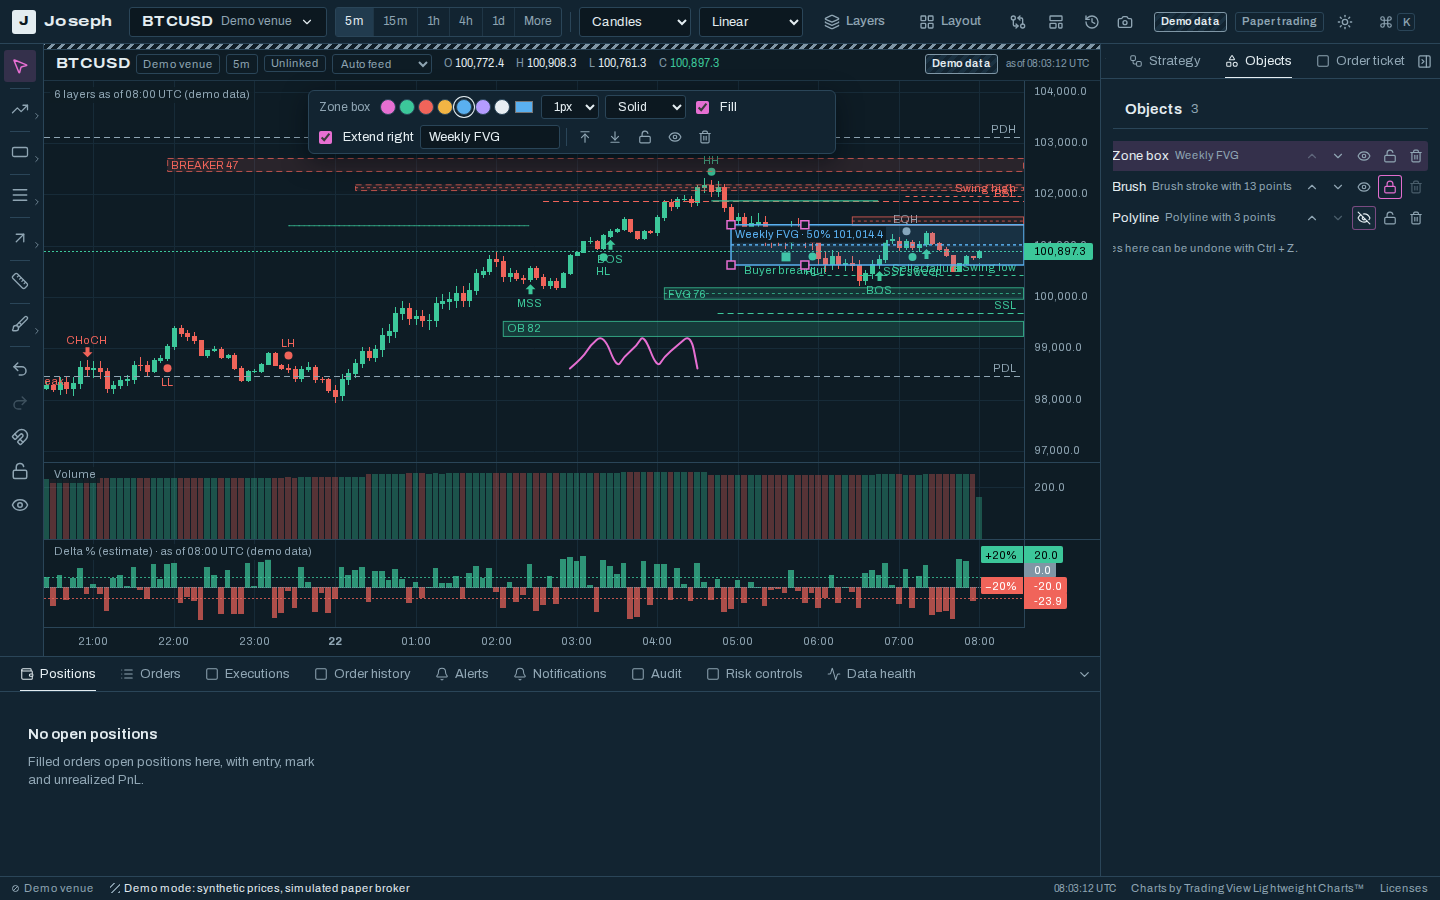 J Joseph BTCUSD Demo venue 5m 15m 1h 4h 1d More Candles Linear Layers Layout Demo data Paper trading ⌘ K
BTCUSD Demo venue 5m Unlinked Auto feed O 100,772.4 H 100,908.3 L 100,761.3 C 100,897.3 Demo data as of 08:03:12 UTC
Strategy Objects Order ticket
6 layers as of 08:00 UTC (demo data)
Zone box 1px Solid Fill
Extend right Weekly FVG
Objects 3
Zone box Weekly FVG
Brush Brush stroke with 13 points
Polyline Polyline with 3 points
es here can be undone with Ctrl + Z.
104,000.0
PDH
103,000.0
HH
BREAKER 47
Swing high
102,000.0
EQH
Weekly FVG · 50% 101,014.4
100,897.3
BOS
HL
Buyer breakout
Swing low
BOS
FVG 76
100,000.0
MSS
SSL
OB 82
CHoCH
LH
99,000.0
PDL
LL
98,000.0
97,000.0
Volume
200.0
Delta % (estimate) · as of 08:00 UTC (demo data)
+20% 20.0
0.0
−20% -20.0
-23.9
21:00 22:00 23:00 22 01:00 02:00 03:00 04:00 05:00 06:00 07:00 08:00
Positions Orders Executions Order history Alerts Notifications Audit Risk controls Data health
No open positions
Filled orders open positions here, with entry, mark
and unrealized PnL.
Demo venue Demo mode: synthetic prices, simulated paper broker 08:03:12 UTC Charts by TradingView Lightweight Charts™ Licenses